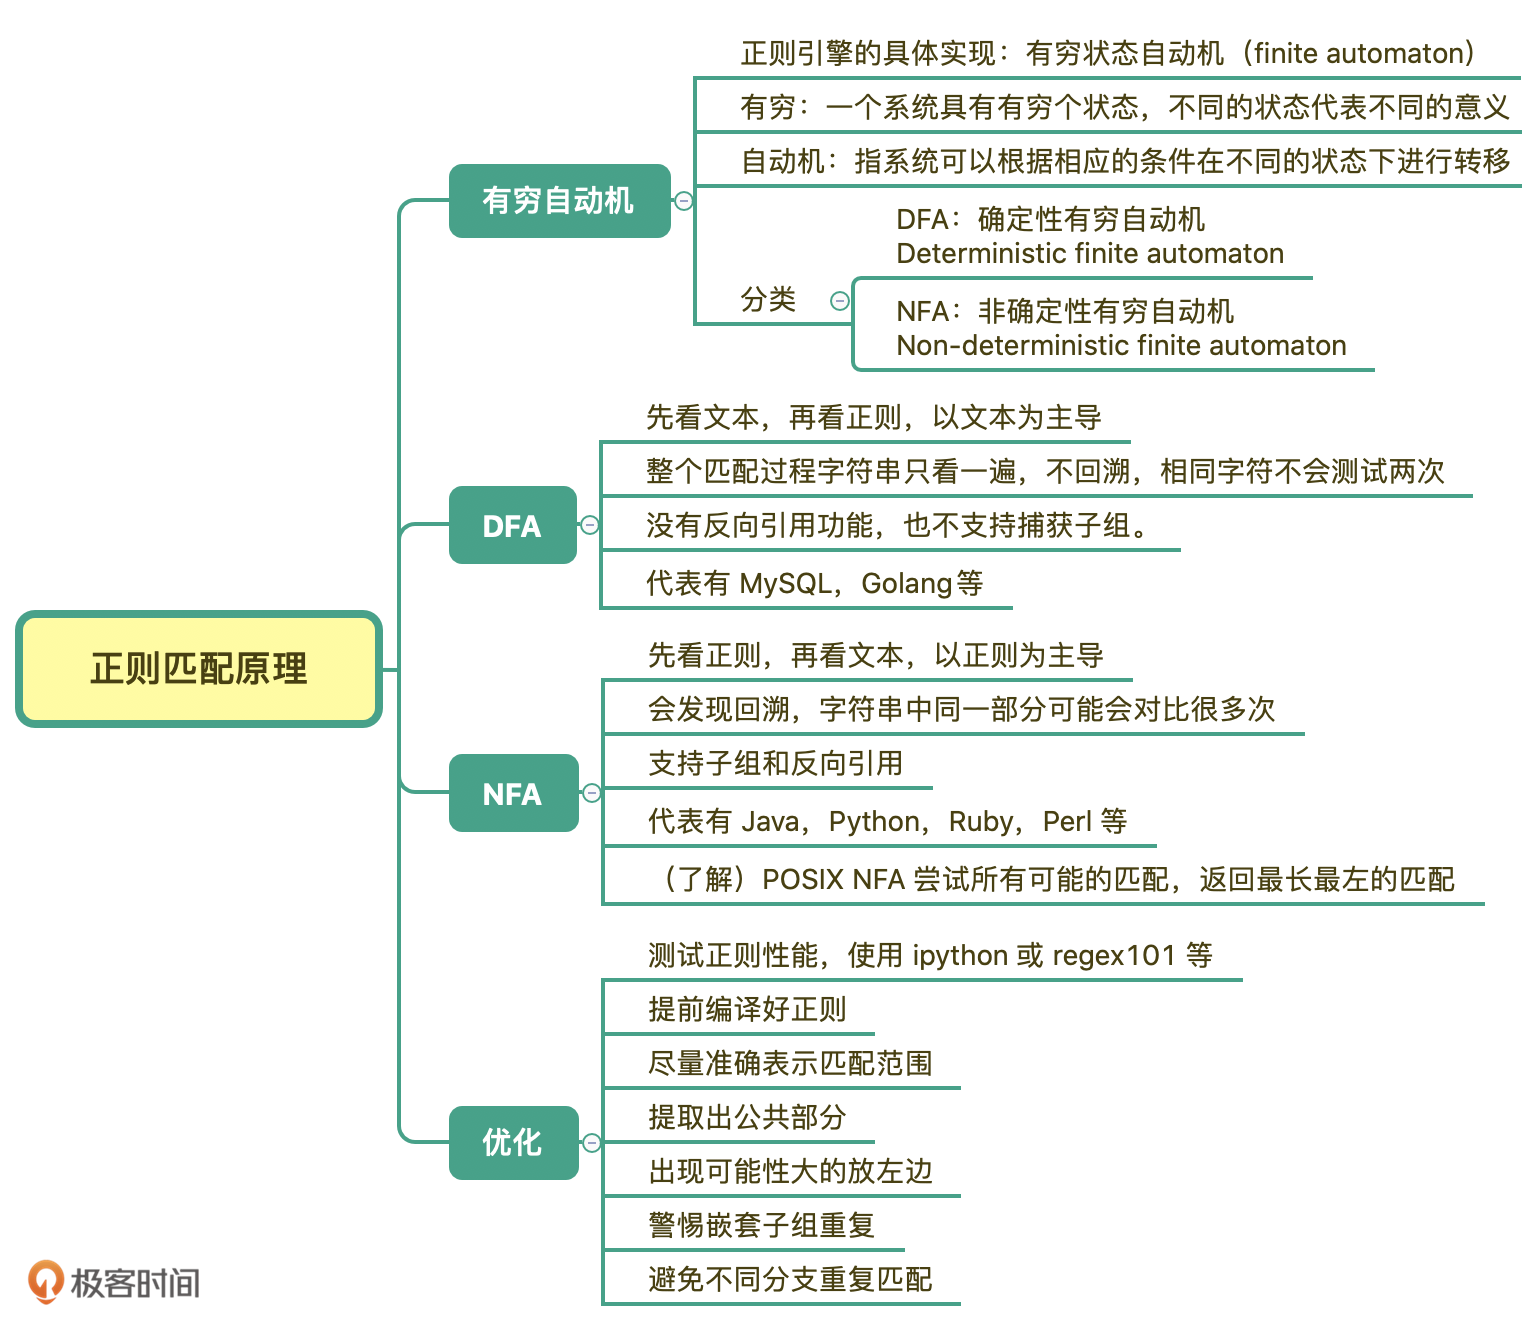 正则匹配原理
有穷自动机
正则引擎的具体实现：有穷状态自动机（finite automaton）
有穷：一个系统具有有穷个状态，不同的状态代表不同的意义
自动机：指系统可以根据相应的条件在不同的状态下进行转移
分类
DFA：确定性有穷自动机
Deterministic finite automaton
NFA：非确定性有穷自动机
Non-deterministic finite automaton
DFA
先看文本，再看正则，以文本为主导
整个匹配过程字符串只看一遍，不回溯，相同字符不会测试两次
没有反向引用功能，也不支持捕获子组。
代表有 MySQL，Golang等
NFA
先看正则，再看文本，以正则为主导
会发现回溯，字符串中同一部分可能会对比很多次
支持子组和反向引用
代表有 Java，Python，Ruby，Perl 等
（了解）POSIX NFA 尝试所有可能的匹配，返回最长最左的匹配
优化
测试正则性能，使用 ipython 或 regex101 等
提前编译好正则
尽量准确表示匹配范围
提取出公共部分
出现可能性大的放左边
警惕嵌套子组重复
避免不同分支重复匹配
极客时间